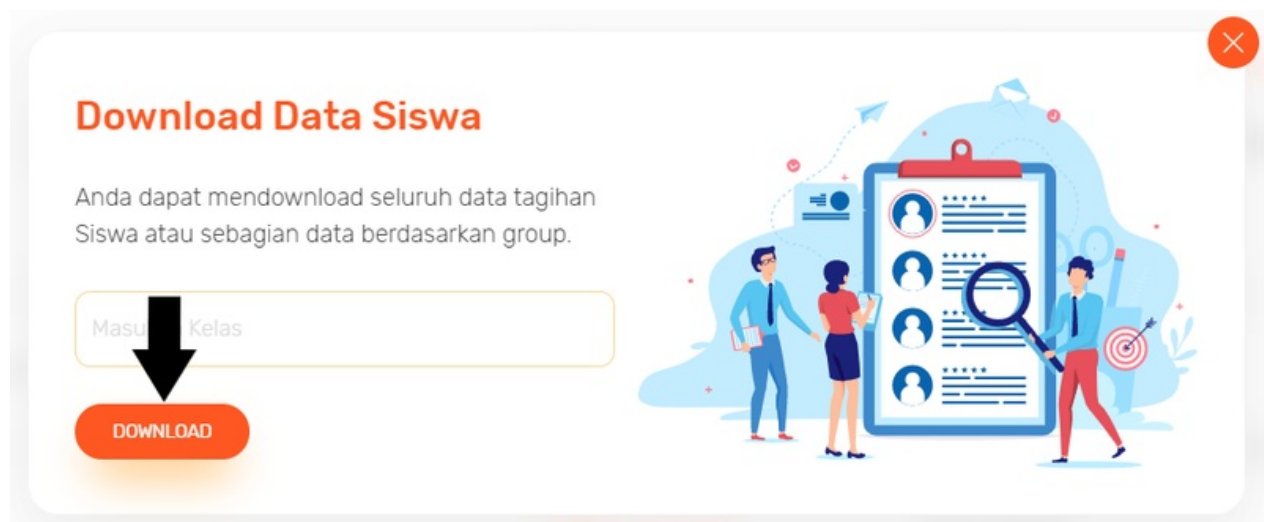 Download Data Siswa
Anda dapat mendownload seluruh data tagihan
Siswa atau sebagian data berdasarkan group.
Kelas
DOWNLOAD